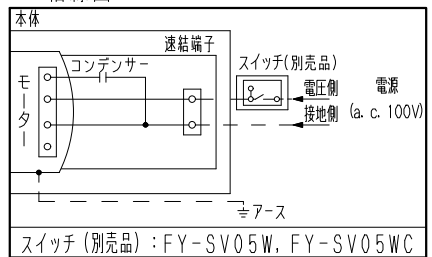 本体
速結端子
コンデンサー
モーター
スイッチ(別売品)
電圧側
接地側
電源
(a.c.100V)
アース
スイッチ(別売品):FY-SV05W, FY-SV05WC